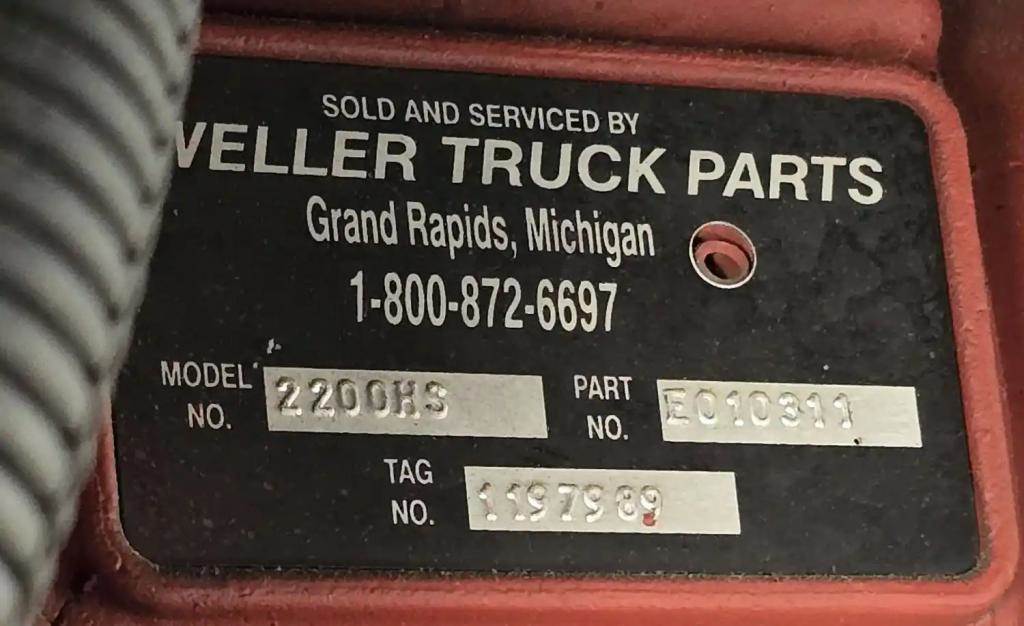 SOLD AND SERVICED BY
WELLER TRUCK PARTS
Grand Rapids, Michigan
1-800-872-6697
MODEL NO. 2200HS PART NO. E010311
TAG NO. 1197989